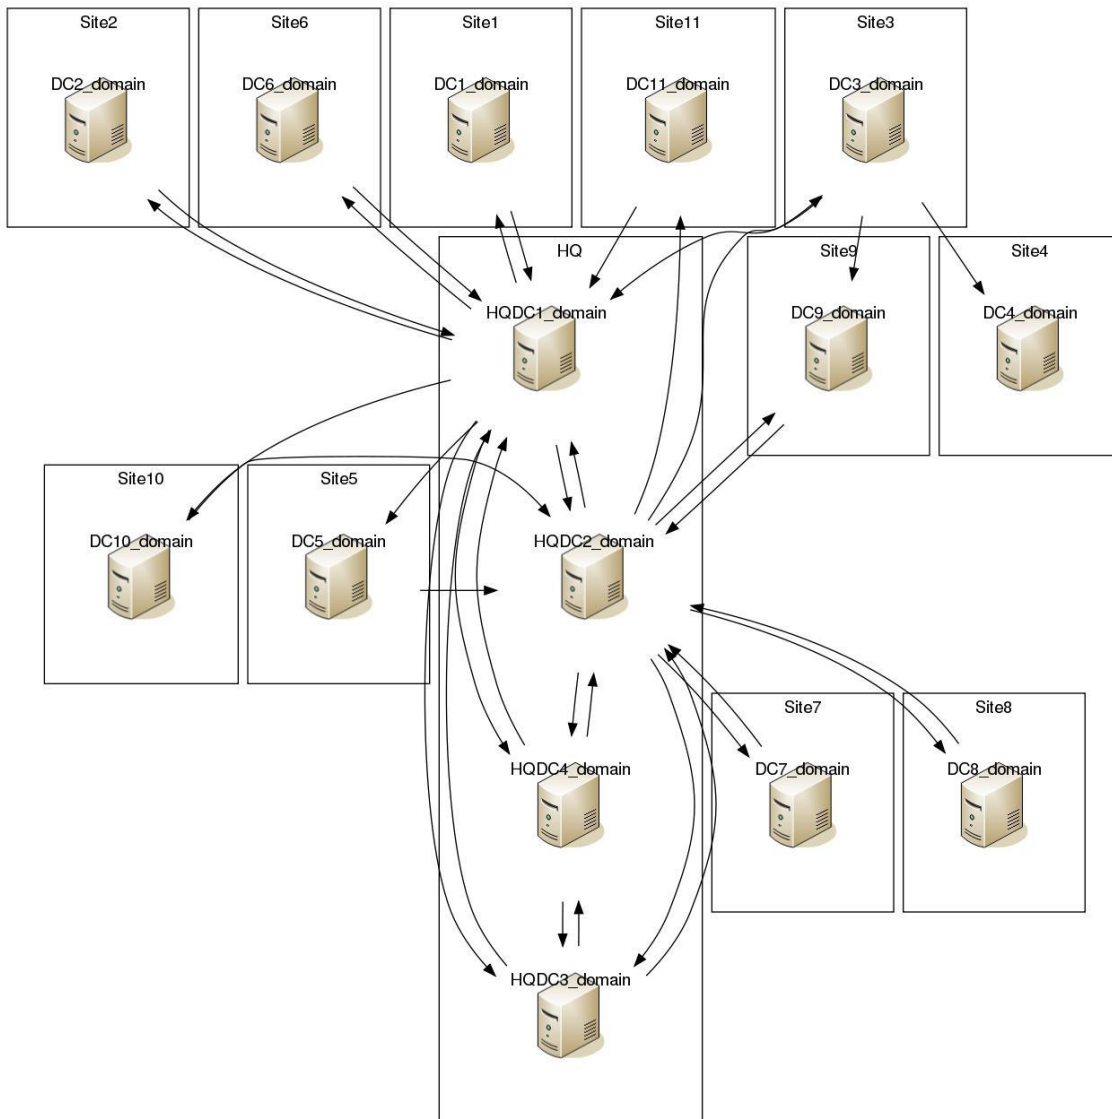 Site2
Site6
Site1
Site11
Site3
DC2_domain
DC6_domain
DC1_domain
DC11_domain
DC3_domain
HQ
Site9
Site4
HQDC1_domain
DC9_domain
DC4_domain
Site10
Site5
DC10_domain
DC5_domain
HQDC2_domain
Site7
Site8
HQDC4_domain
DC7_domain
DC8_domain
HQDC3_domain